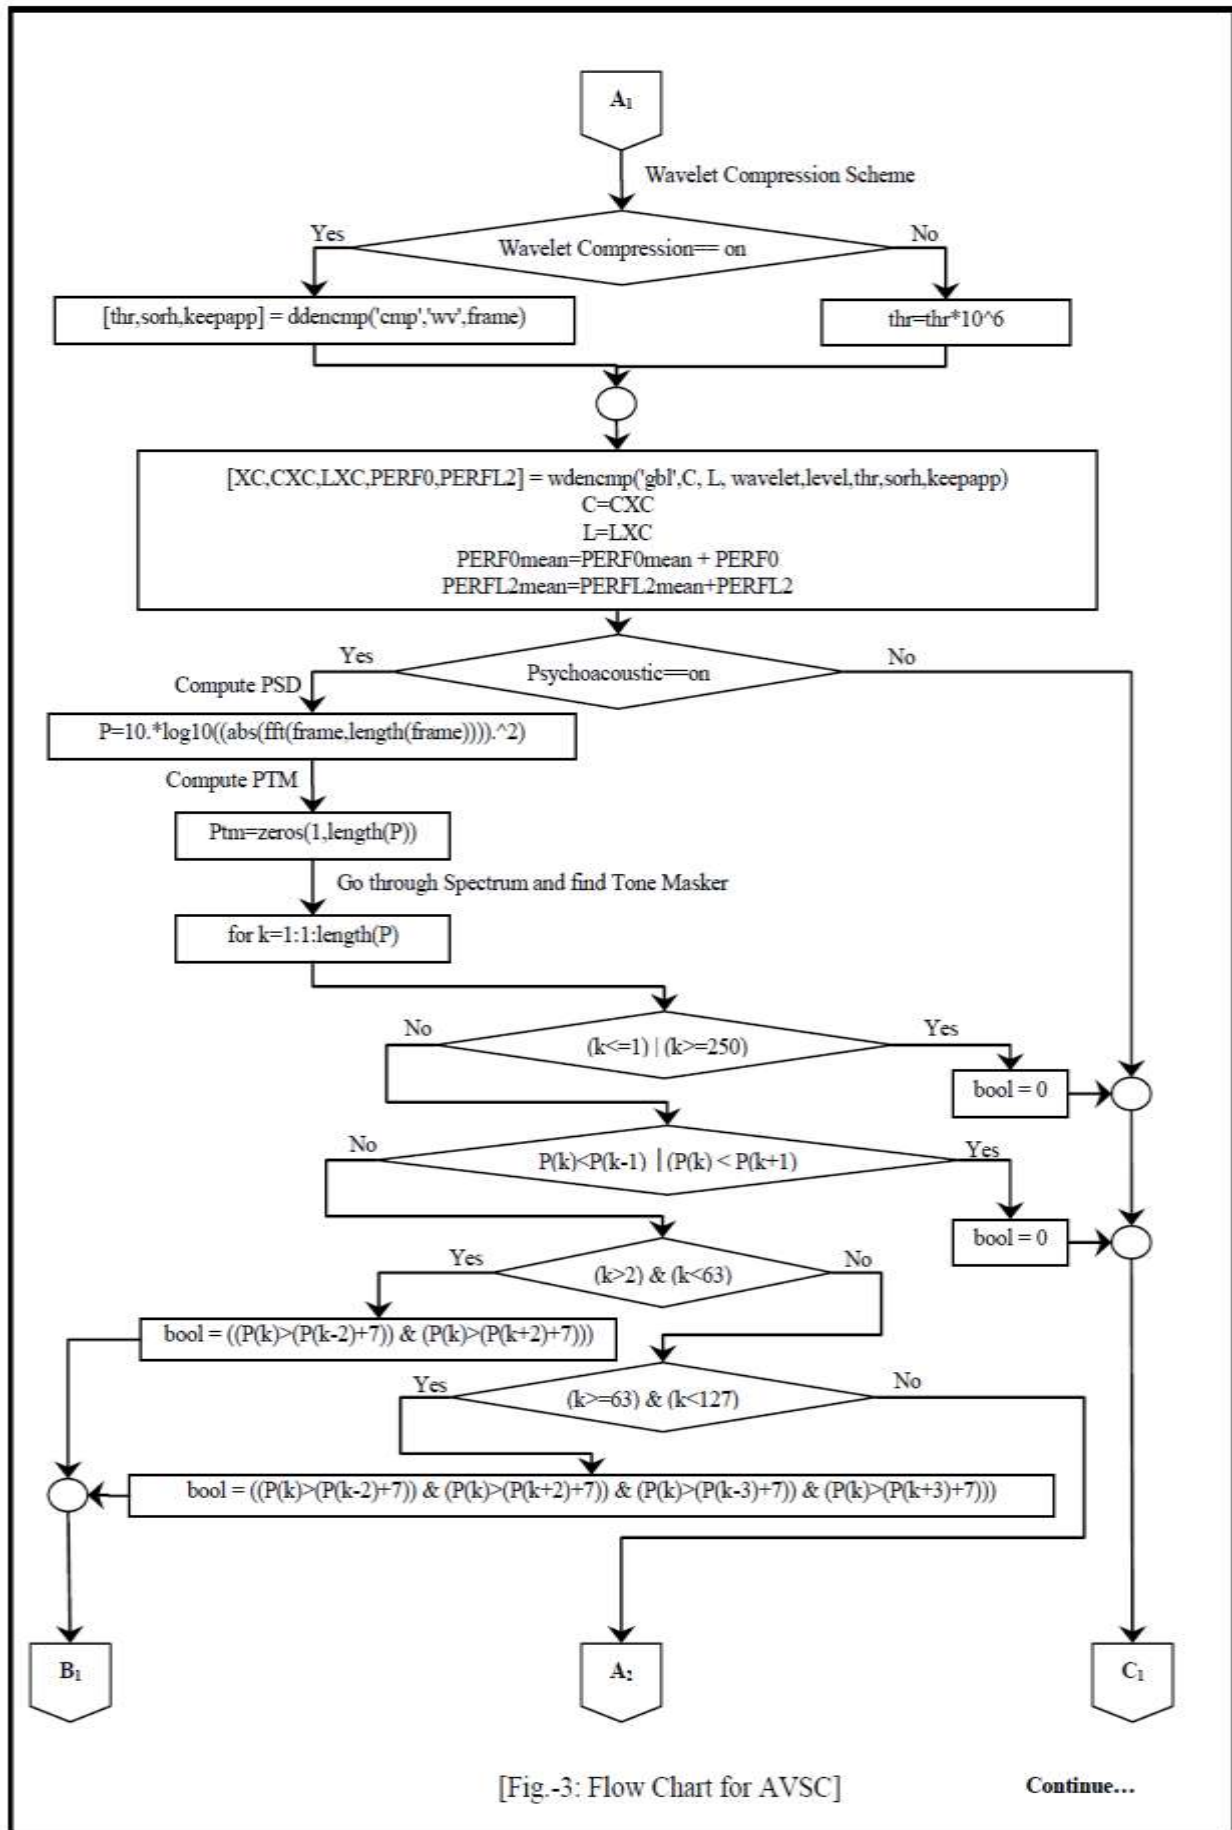 A₁
Wavelet Compression Scheme
Yes
No
Wavelet Compression== on
[thr,sorh,keepapp] = ddencmp('cmp','wv',frame)
thr=thr*10^6
[XC,CXC,LXC,PERF0,PERFL2] = wdencmp('gbl',C, L, wavelet,level,thr,sorh,keepapp)
C=CXC
L=LXC
PERF0mean=PERF0mean + PERF0
PERFL2mean=PERFL2mean+PERFL2
Yes
No
Psychoacoustic==on
Compute PSD
P=10.*log10((abs(fft(frame,length(frame)))).^2)
Compute PTM
Ptm=zeros(1,length(P))
Go through Spectrum and find Tone Masker
for k=1:1:length(P)
No
Yes
(k<=1) | (k>=250)
bool = 0
No
Yes
P(k)<P(k-1) | (P(k) < P(k+1)
bool = 0
Yes
No
(k>2) & (k<63)
bool = ((P(k)>(P(k-2)+7)) & (P(k)>(P(k+2)+7)))
Yes
No
(k>=63) & (k<127)
bool = ((P(k)>(P(k-2)+7)) & (P(k)>(P(k+2)+7)) & (P(k)>(P(k-3)+7)) & (P(k)>(P(k+3)+7)))
B₁
A₂
C₁
[Fig.-3: Flow Chart for AVSC]
Continue...